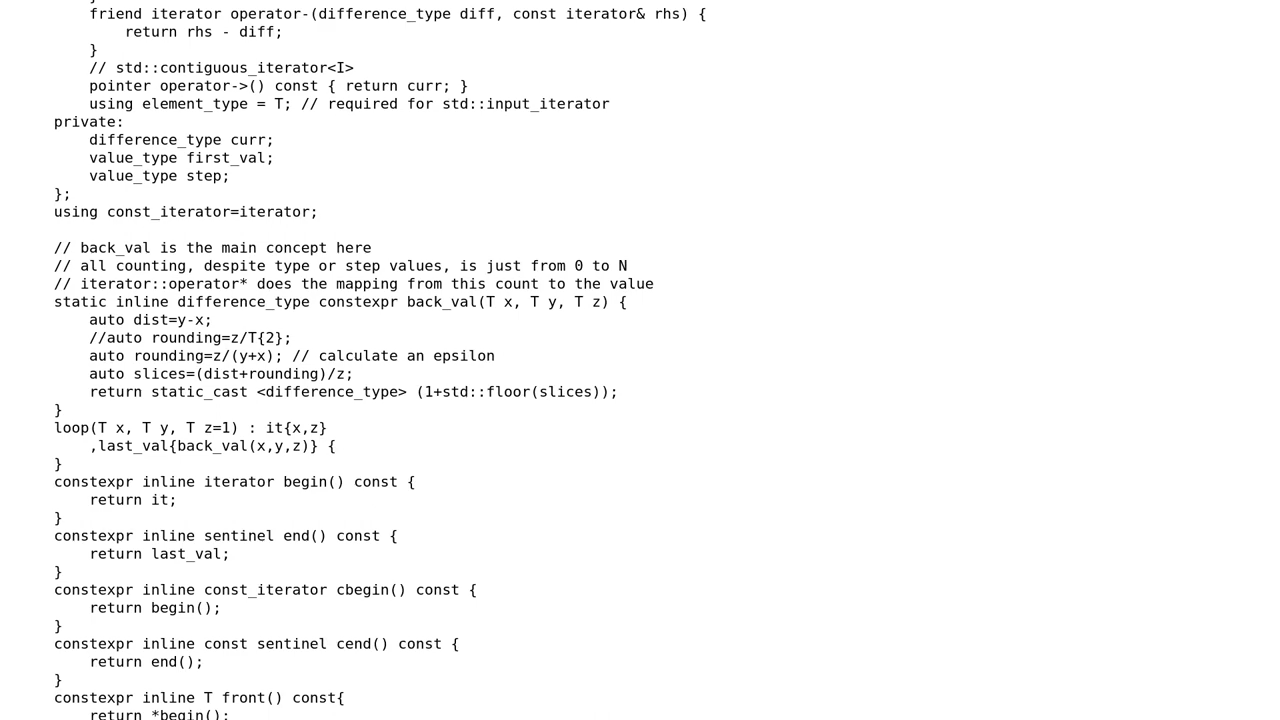 }
friend iterator operator-(difference_type diff, const iterator& rhs) {
return rhs - diff;
}
// std::contiguous_iterator<I>
pointer operator->() const { return curr; }
using element_type = T; // required for std::input_iterator
private:
difference_type curr;
value_type first_val;
value_type step;
};
using const_iterator=iterator;
// back_val is the main concept here
// all counting, despite type or step values, is just from 0 to N
// iterator::operator* does the mapping from this count to the value
static inline difference_type constexpr back_val(T x, T y, T z) {
auto dist=y-x;
//auto rounding=z/T{2};
auto rounding=z/(y+x); // calculate an epsilon
auto slices=(dist+rounding)/z;
return static_cast <difference_type> (1+std::floor(slices));
}
loop(T x, T y, T z=1) : it{x,z}
,last_val{back_val(x,y,z)} {
}
constexpr inline iterator begin() const {
return it;
}
constexpr inline sentinel end() const {
return last_val;
}
constexpr inline const_iterator cbegin() const {
return begin();
}
constexpr inline const sentinel cend() const {
return end();
}
constexpr inline T front() const{
return *begin();